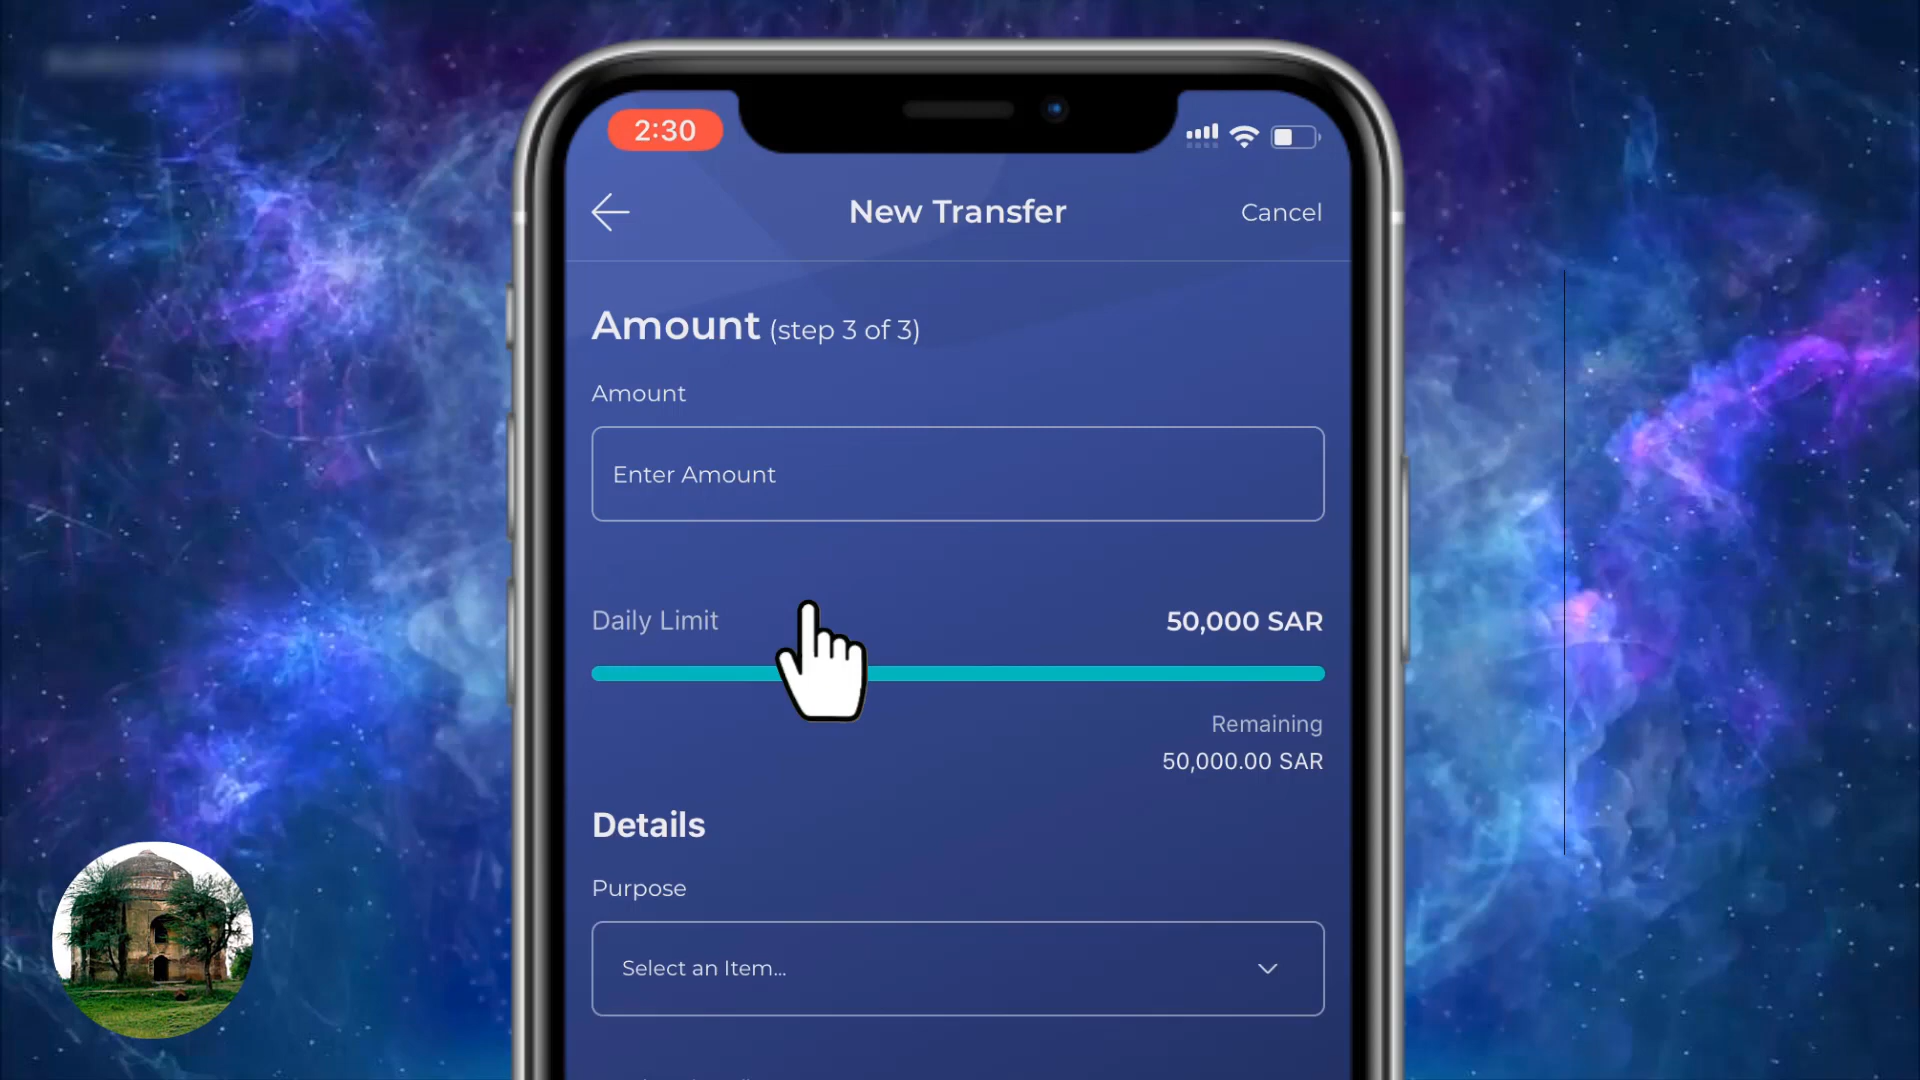 2:30
New Transfer
Cancel
Amount (step 3 of 3)
Amount
Enter Amount
Daily Limit
50,000 SAR
Remaining
50,000.00 SAR
Details
Purpose
Select an Item...